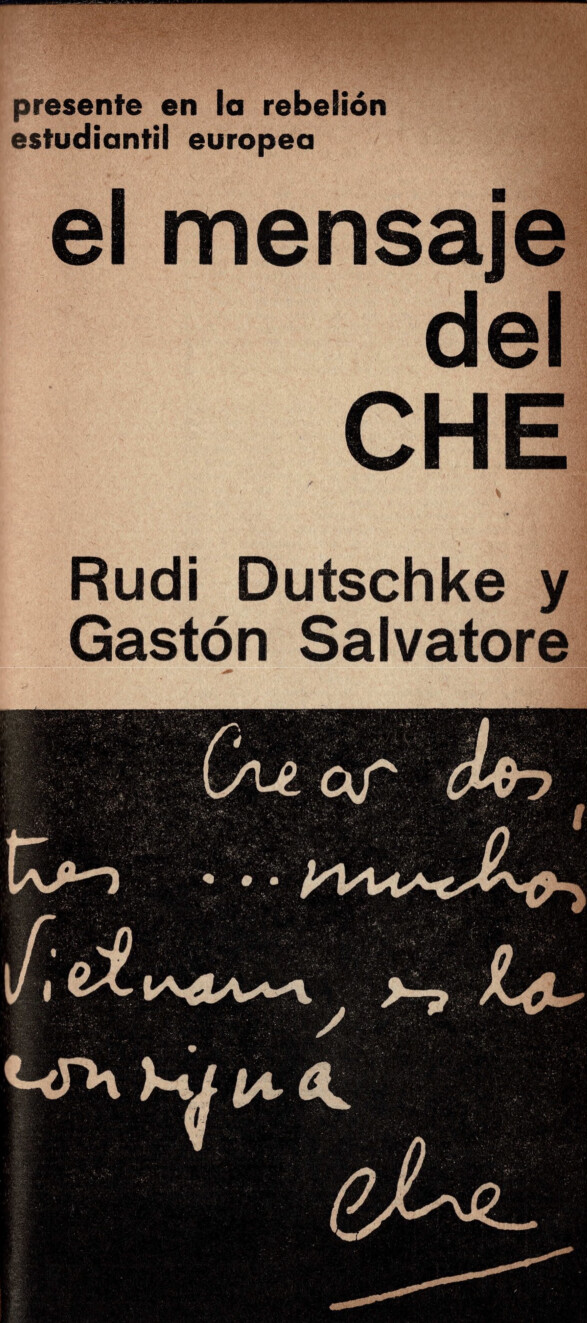 presente en la rebelión
estudiantil europea
el mensaje
del
CHE
Rudi Dutschke y
Gastón Salvatore
Crear dos,
tres ... muchos
Vietnam, es la
consigna
che